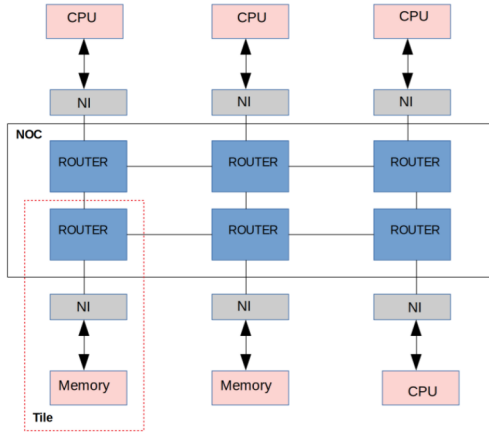 CPU
CPU
CPU
NI
NI
NI
NOC
ROUTER
ROUTER
ROUTER
ROUTER
ROUTER
ROUTER
NI
NI
NI
Memory
Memory
CPU
Tile